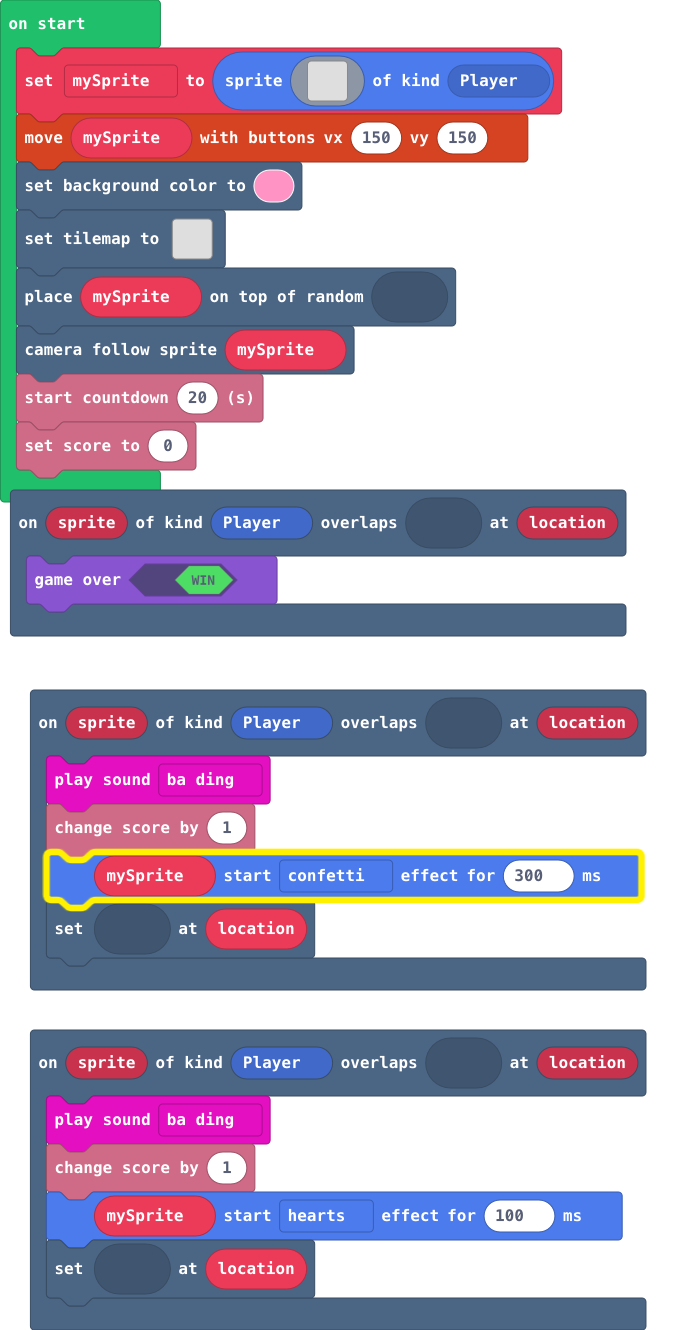 on start
set mySprite to sprite of kind Player
move mySprite with buttons vx 150 vy 150
set background color to
set tilemap to
place mySprite on top of random
camera follow sprite mySprite
start countdown 20 (s)
set score to 0
on sprite of kind Player overlaps at location
game over WIN
on sprite of kind Player overlaps at location
play sound ba ding
change score by 1
mySprite start confetti effect for 300 ms
set at location
on sprite of kind Player overlaps at location
play sound ba ding
change score by 1
mySprite start hearts effect for 100 ms
set at location